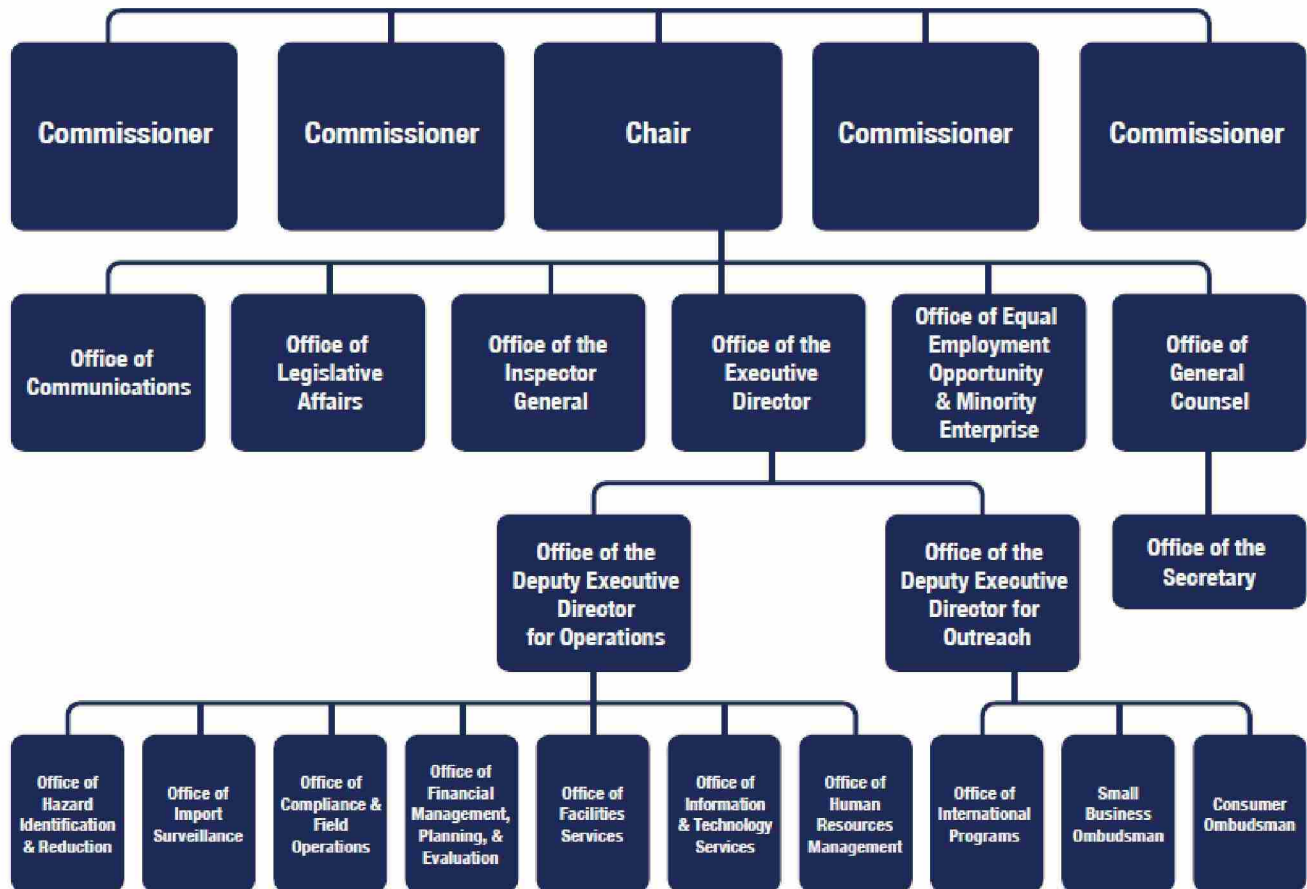 Commissioner
Commissioner
Chair
Commissioner
Commissioner
Office of
Communications
Office of
Legislative
Affairs
Office of the
Inspector
General
Office of the
Executive
Director
Office of Equal
Employment
Opportunity
& Minority
Enterprise
Office of
General
Counsel
Office of the
Deputy Executive
Director
for Operations
Office of the
Deputy Executive
Director for
Outreach
Office of the
Secretary
Office of
Hazard
Identification
& Reduction
Office of
Import
Surveillance
Office of
Compliance &
Field
Operations
Office of
Financial
Management,
Planning, &
Evaluation
Office of
Facilities
Services
Office of
Information
& Technology
Services
Office of
Human
Resources
Management
Office of
International
Programs
Small
Business
Ombudsman
Consumer
Ombudsman